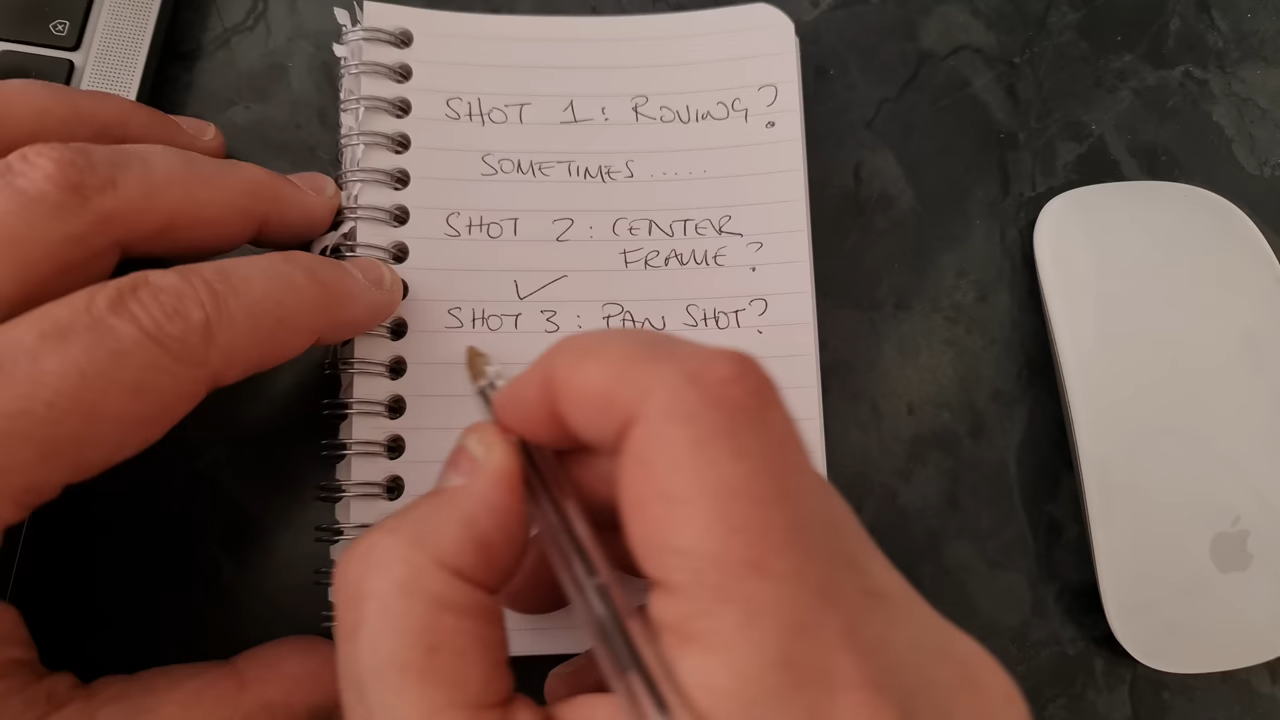 SHOT 1: ROVING?
SOMETIMES .....
SHOT 2: CENTER
FRAME?
✓
SHOT 3: PAN SHOT?